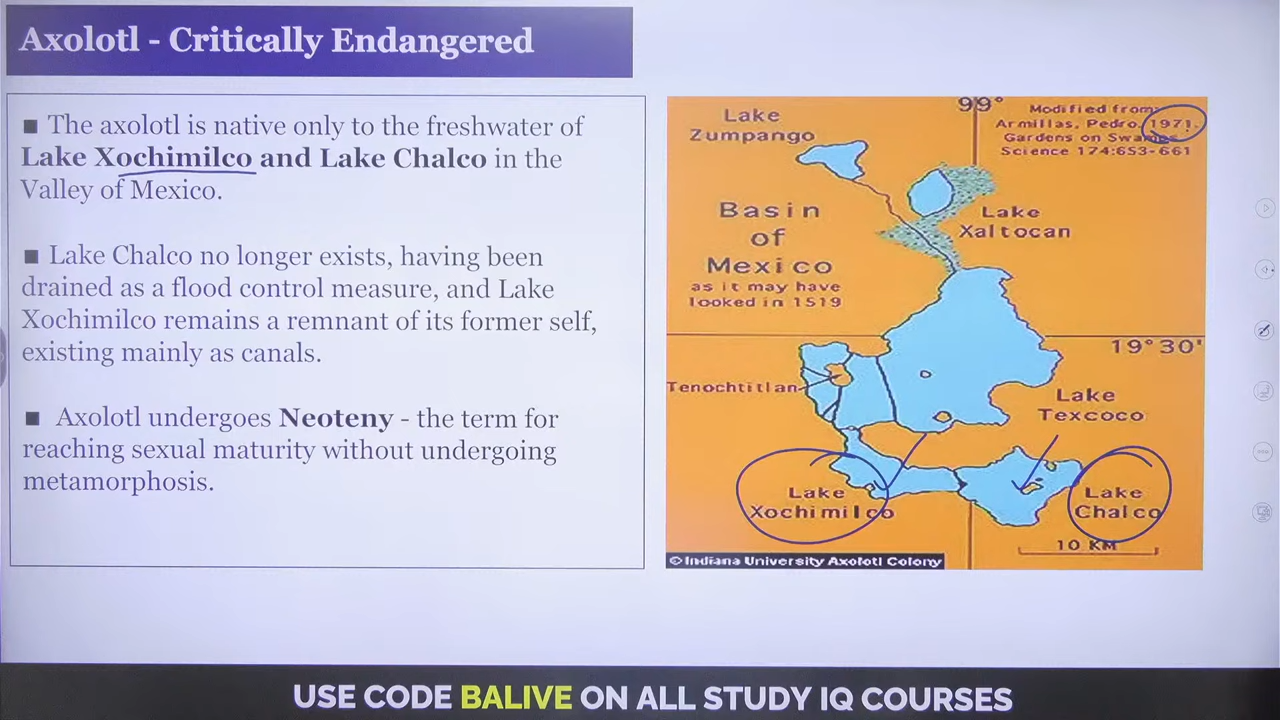 Axolotl - Critically Endangered
■ The axolotl is native only to the freshwater of
Lake Xochimilco and Lake Chalco in the
Valley of Mexico.
■ Lake Chalco no longer exists, having been
drained as a flood control measure, and Lake
Xochimilco remains a remnant of its former self,
existing mainly as canals.
■ Axolotl undergoes Neoteny - the term for
reaching sexual maturity without undergoing
metamorphosis.
Lake
Zumpango
99°
Modified from:
Armillas, Pedro, 1971.
Gardens on Swamps
Science 174:653-661
Basin
of
Mexico
as it may have
looked in 1519
Lake
Xaltocan
19°30'
Tenochtitlan
Lake
Texcoco
Lake
Xochimilco
Lake
Chalco
10 KM
© Indiana University Axolotl Colony
USE CODE BALIVE ON ALL STUDY IQ COURSES